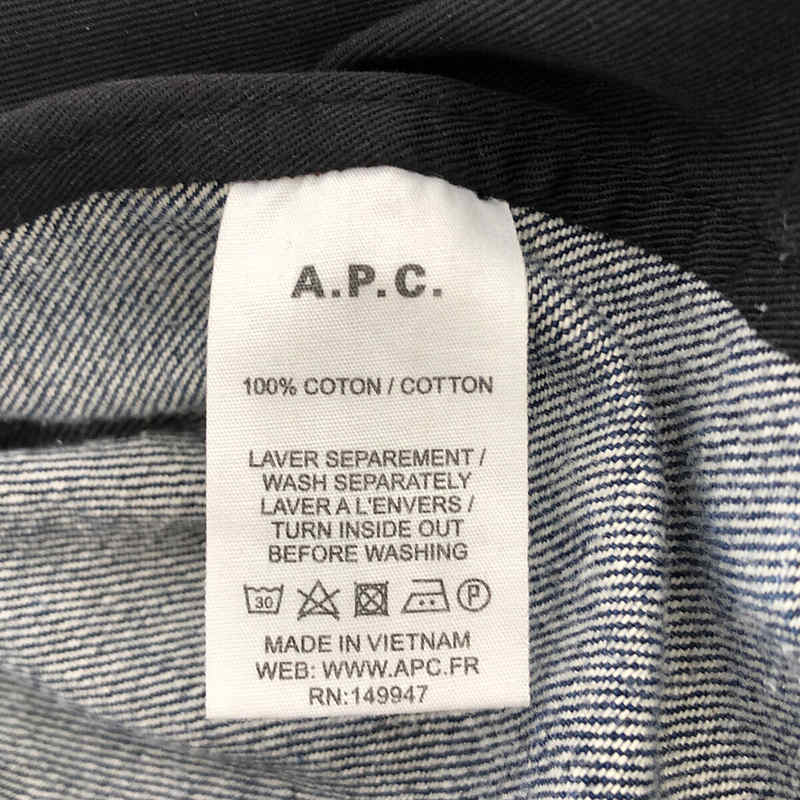 A.P.C.
100% COTON / COTTON
LAVER SEPAREMENT /
WASH SEPARATELY
LAVER A L'ENVERS /
TURN INSIDE OUT
BEFORE WASHING
30 P
MADE IN VIETNAM
WEB: WWW.APC.FR
RN:149947